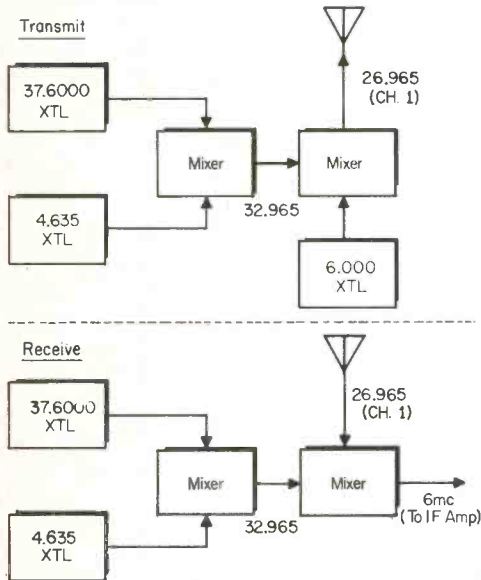 Transmit
37.6000
XTL
26.965
(CH. 1)
Mixer
Mixer
32.965
4.635
XTL
6.000
XTL
Receive
37.6000
XTL
26.965
(CH. 1)
Mixer
Mixer
6mc
(To IF Amp)
32.965
4.635
XTL